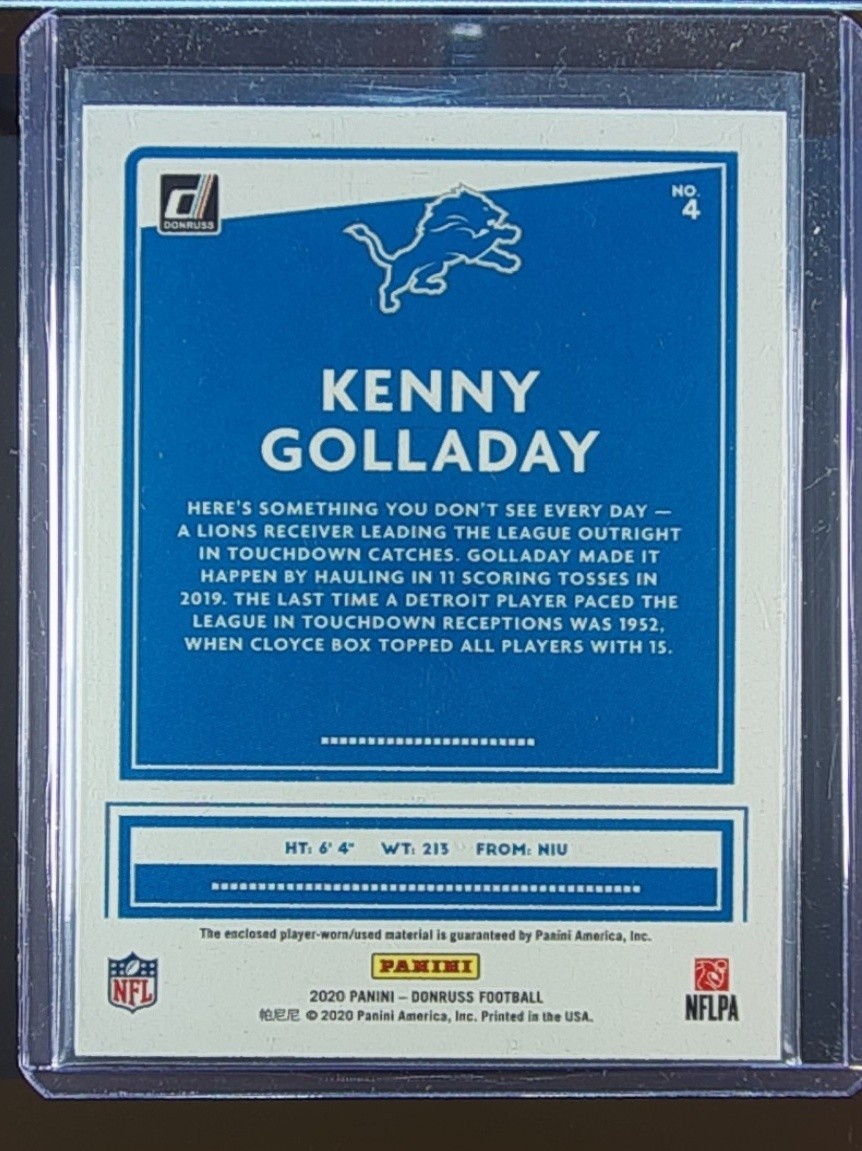 DONRUSS
NO.
4
KENNY
GOLLADAY
HERE'S SOMETHING YOU DON'T SEE EVERY DAY —
A LIONS RECEIVER LEADING THE LEAGUE OUTRIGHT
IN TOUCHDOWN CATCHES. GOLLADAY MADE IT
HAPPEN BY HAULING IN 11 SCORING TOSSES IN
2019. THE LAST TIME A DETROIT PLAYER PACED THE
LEAGUE IN TOUCHDOWN RECEPTIONS WAS 1952,
WHEN CLOYCE BOX TOPPED ALL PLAYERS WITH 15.
HT: 6' 4" WT: 213 FROM: NIU
The enclosed player-worn/used material is guaranteed by Panini America, Inc.
NFL
PANINI
NFLPA
2020 PANINI – DONRUSS FOOTBALL
帕尼尼 © 2020 Panini America, Inc. Printed in the USA.